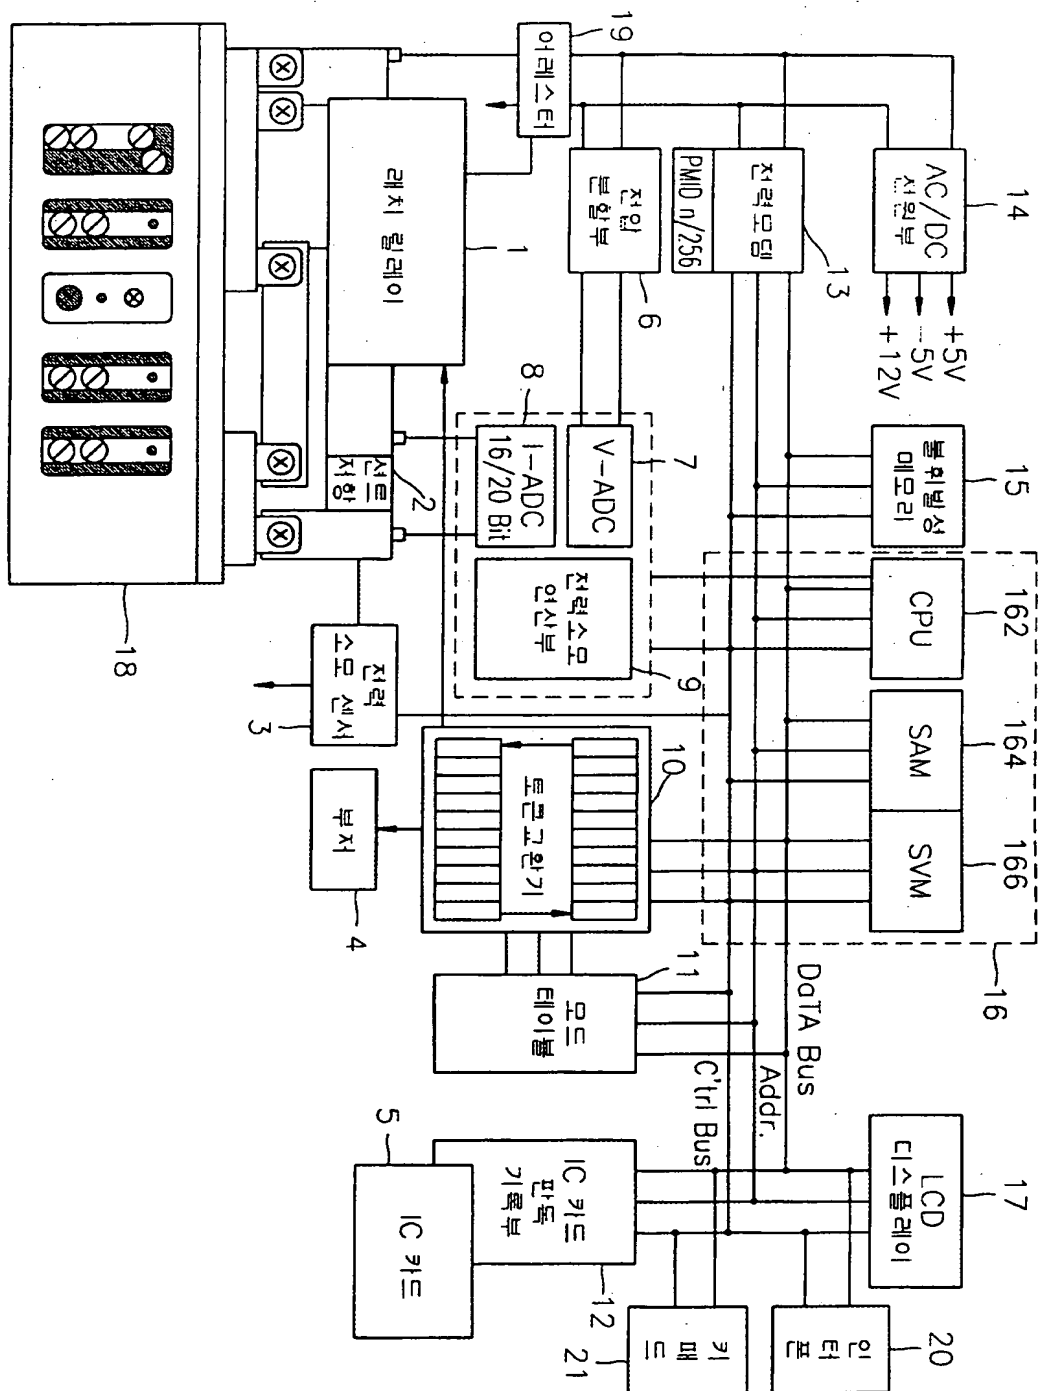 14
AC/DC
전원부
+5V
-5V
+12V
15
불휘발성
메모리
162
CPU
164
SAM
166
SVM
16
17
LCD
디스플레이
20
인터폰
13
전력모뎀
PMID n/256
DaTA Bus
Addr.
C'trl Bus
21
키패드
19
어레스터
6
전압
분할부
7
V-ADC
8
I-ADC
16/20 Bit
9
전력소모
연산부
10
토큰교환기
11
모드
테이블
12
IC 카드
판독
기록부
5
IC 카드
1
래치 릴레이
2
션트
저항
3
전력
소모 센서
4
부저
18